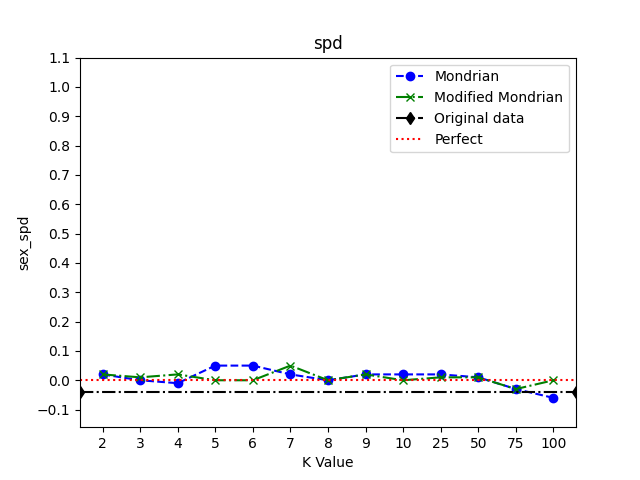 spd
1.1
1.0
0.9
0.8
0.7
0.6
0.5
0.4
0.3
0.2
0.1
0.0
−0.1
sex_spd
Mondrian
Modified Mondrian
Original data
Perfect
2 3 4 5 6 7 8 9 10 25 50 75 100
K Value